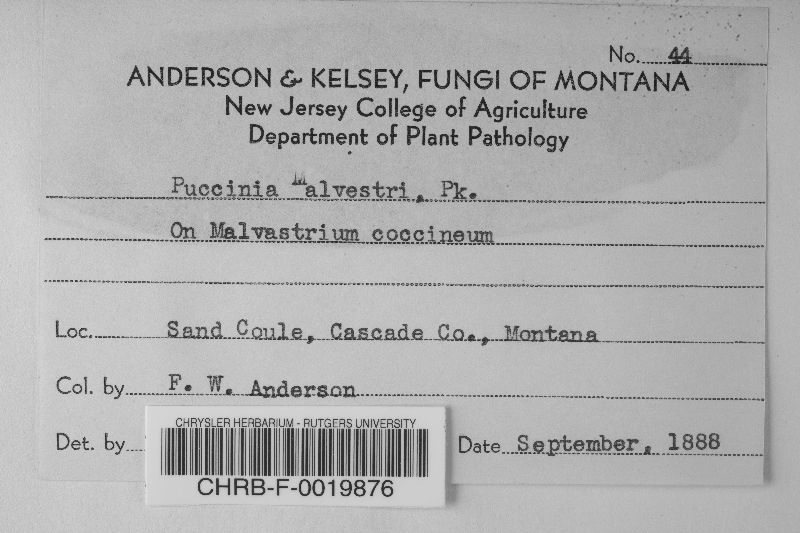 No. 44
ANDERSON & KELSEY, FUNGI OF MONTANA
New Jersey College of Agriculture
Department of Plant Pathology
Puccinia Malvestri, Pk.
On Malvastrium coccineum
Loc. Sand Coule, Cascade Co., Montana
Col. by F. W. Anderson
Det. by
Date September, 1888
CHRYSLER HERBARIUM - RUTGERS UNIVERSITY
CHRB-F-0019876